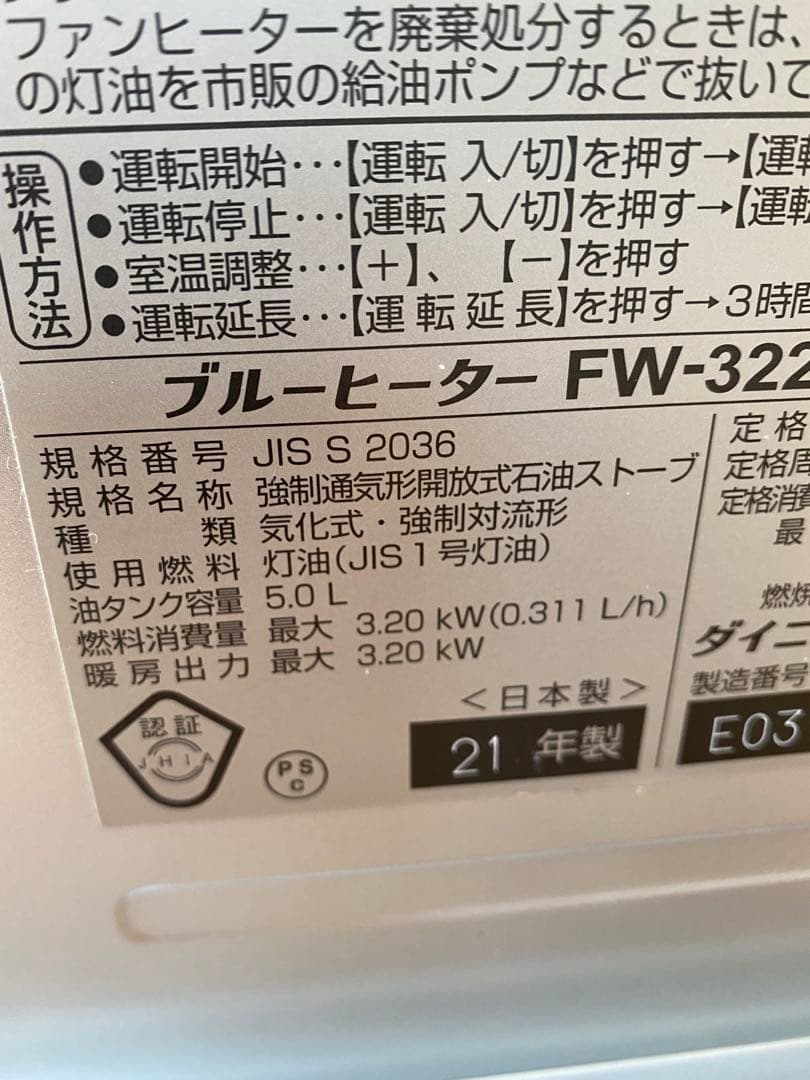 ファンヒーターを廃棄処分するときは、
の灯油を市販の給油ポンプなどで抜いて
操作方法
●運転開始･･･【運転 入/切】を押す→【運転
●運転停止･･･【運転 入/切】を押す→【運転
●室温調整･･･【＋】、【－】を押す
●運転延長･･･【運転延長】を押す→3時間
ブルーヒーター FW-322
規格番号 JIS S 2036
規格名称 強制通気形開放式石油ストーブ
種類 気化式・強制対流形
使用燃料 灯油(JIS1号灯油)
油タンク容量 5.0 L
燃料消費量 最大 3.20 kW(0.311 L/h)
暖房出力 最大 3.20 kW
＜日本製＞
21 年製
認証
JHIA
PS
C
定格
定格周
定格消費
最
燃焼
ダイニ
製造番号
E03